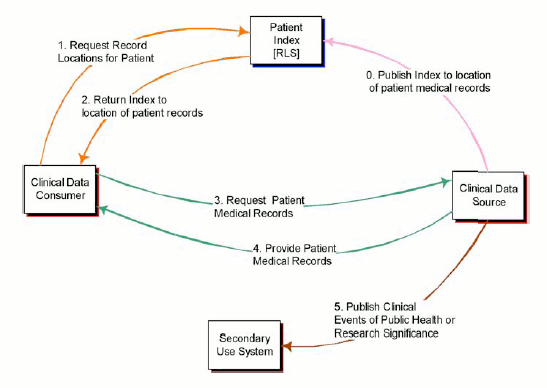 Patient
Index
[RLS]
1. Request Record
Locations for Patient
0. Publish Index to location
of patient medical records
2. Return Index to
location of patient records
Clinical Data
Consumer
Clinical Data
Source
3. Request Patient
Medical Records
4. Provide Patient
Medical Records
5. Publish Clinical
Events of Public Health or
Research Significance
Secondary
Use System